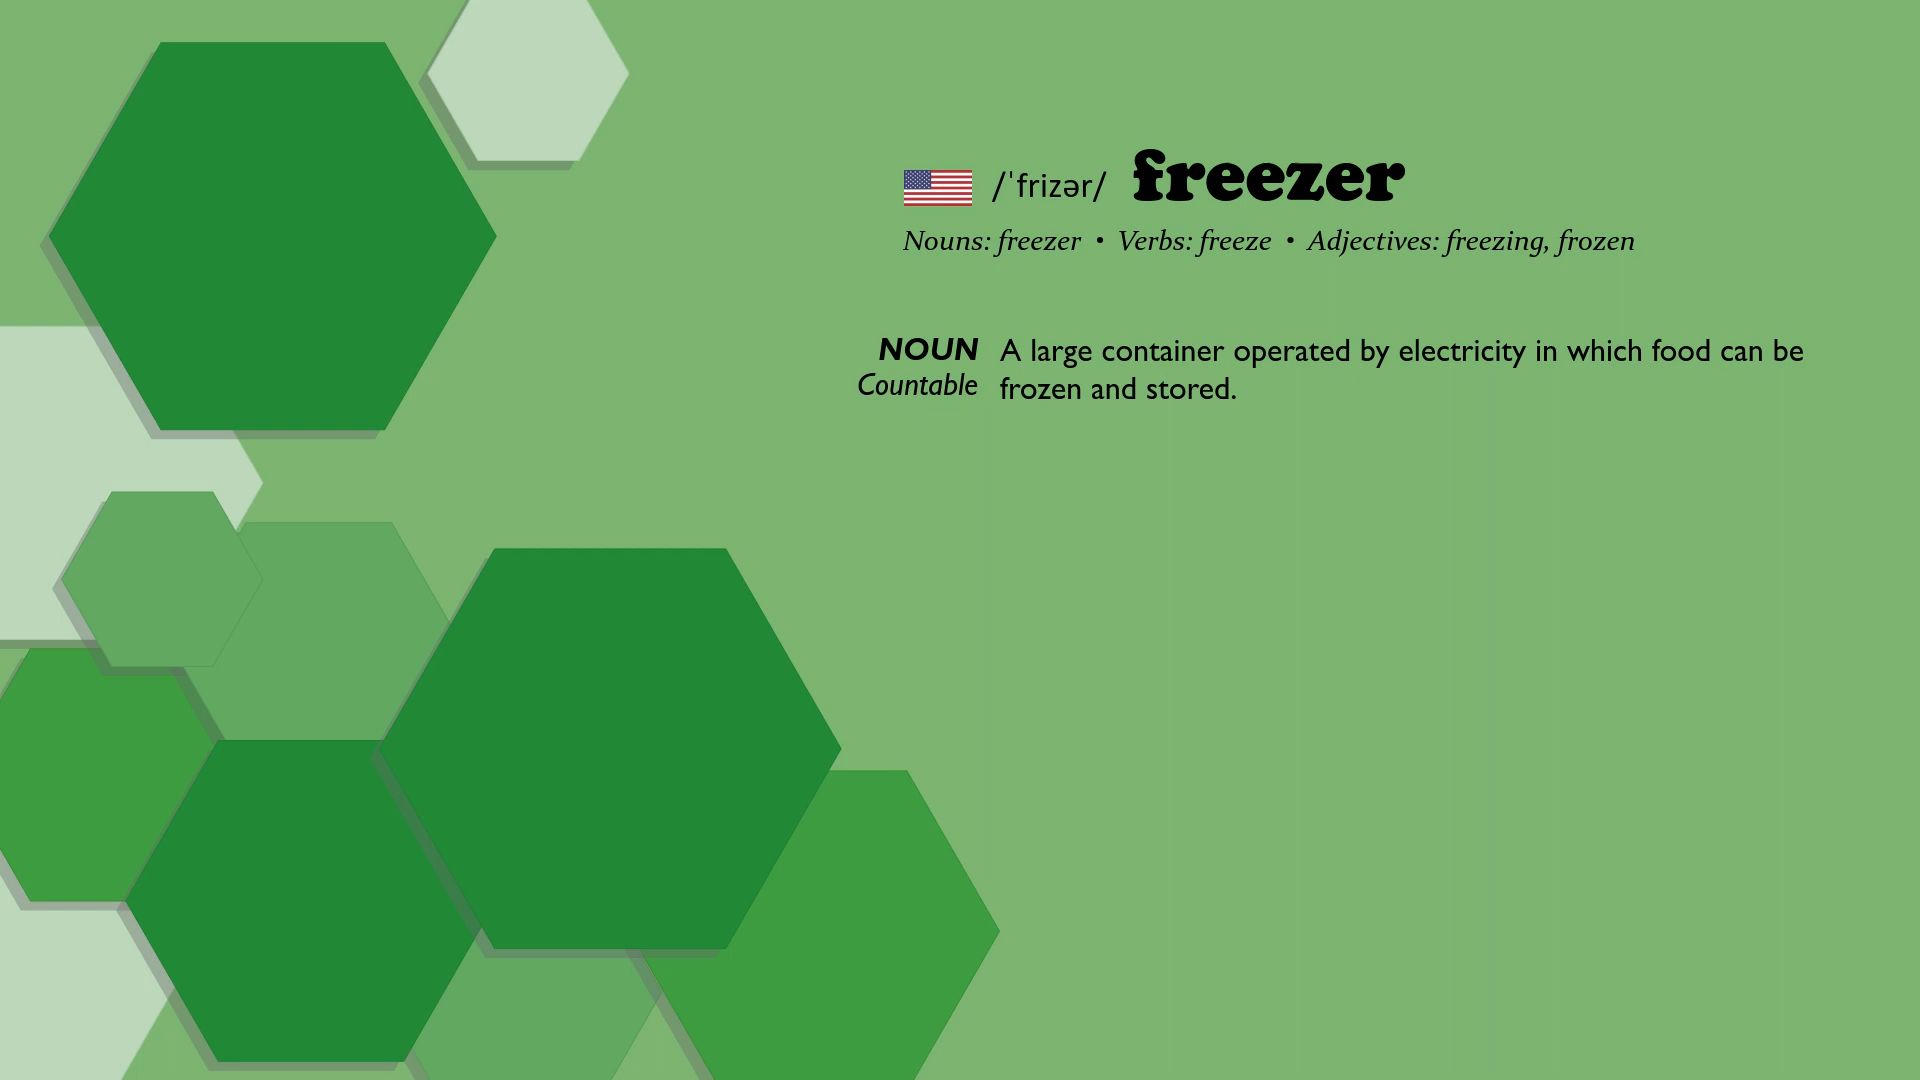 /ˈfrizər/ freezer
Nouns: freezer • Verbs: freeze • Adjectives: freezing, frozen
NOUN A large container operated by electricity in which food can be
Countable frozen and stored.